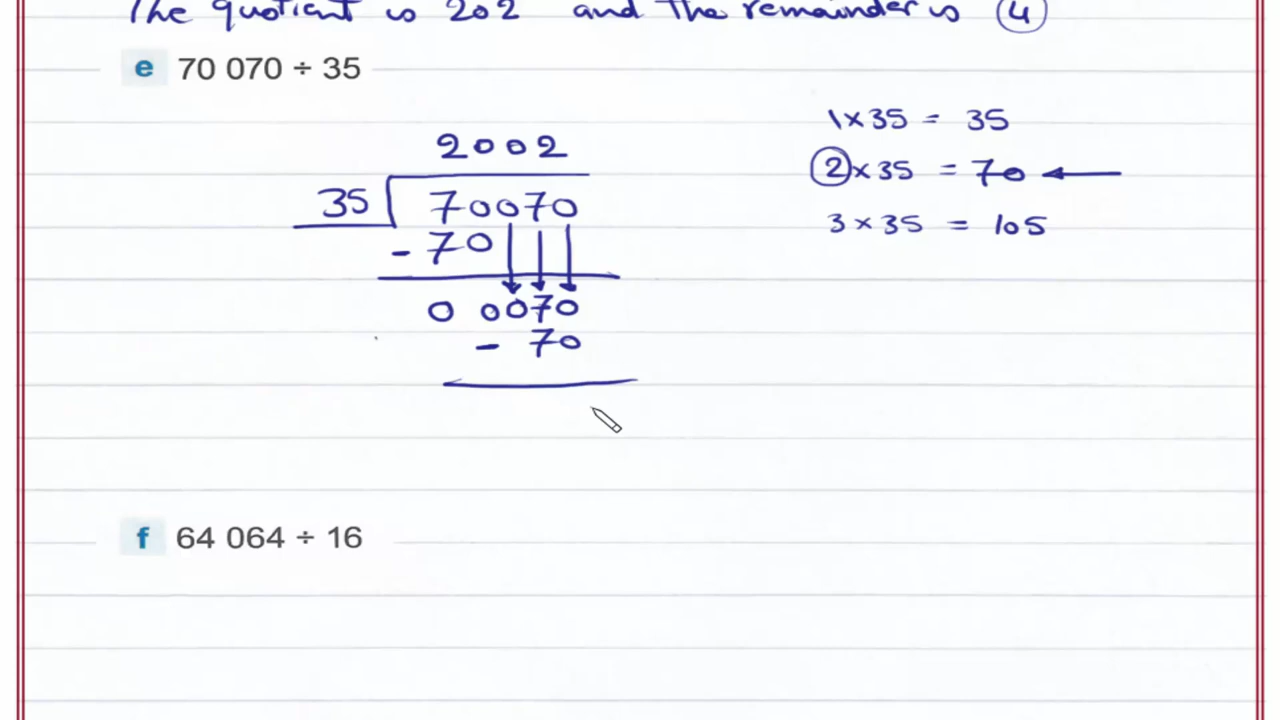 The quotient is 202 and the remainder is 4
e 70 070 ÷ 35
1 x 35 = 35
2002
2 x 35 = 70
35 70070
- 70
3 x 35 = 105
0 0070
- 70
f 64 064 ÷ 16